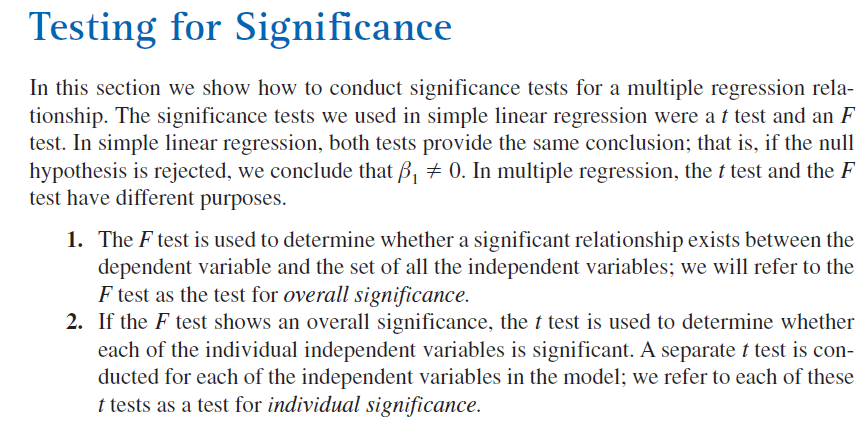 Testing for Significance
In this section we show how to conduct significance tests for a multiple regression rela-
tionship. The significance tests we used in simple linear regression were a t test and an F
test. In simple linear regression, both tests provide the same conclusion; that is, if the null
hypothesis is rejected, we conclude that β₁ ≠ 0. In multiple regression, the t test and the F
test have different purposes.
1. The F test is used to determine whether a significant relationship exists between the
dependent variable and the set of all the independent variables; we will refer to the
F test as the test for overall significance.
2. If the F test shows an overall significance, the t test is used to determine whether
each of the individual independent variables is significant. A separate t test is con-
ducted for each of the independent variables in the model; we refer to each of these
t tests as a test for individual significance.